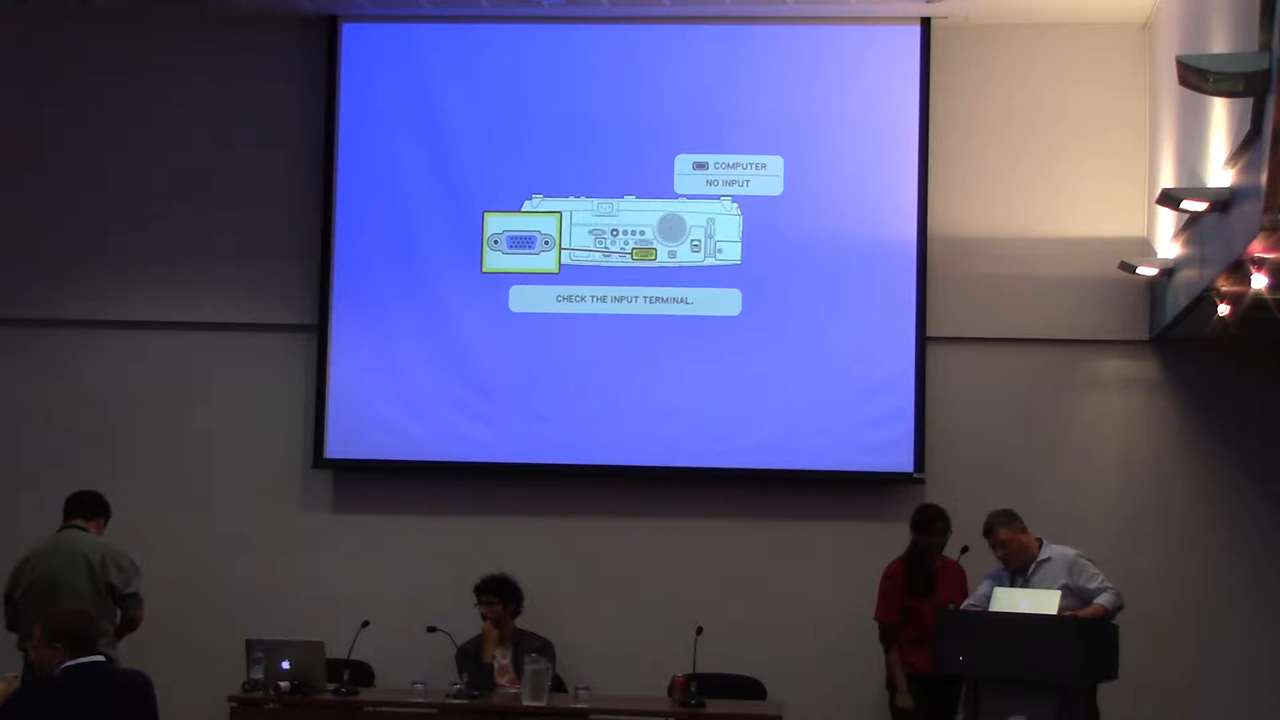 COMPUTER
NO INPUT
CHECK THE INPUT TERMINAL.